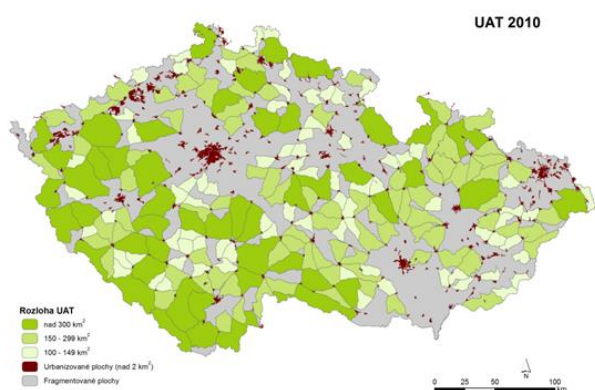 UAT 2010
Rozloha UAT
nad 300 km²
150 - 299 km²
100 - 149 km²
Urbanizované plochy (nad 2 km²)
Fragmentované plochy
N
0 25 50 100
km